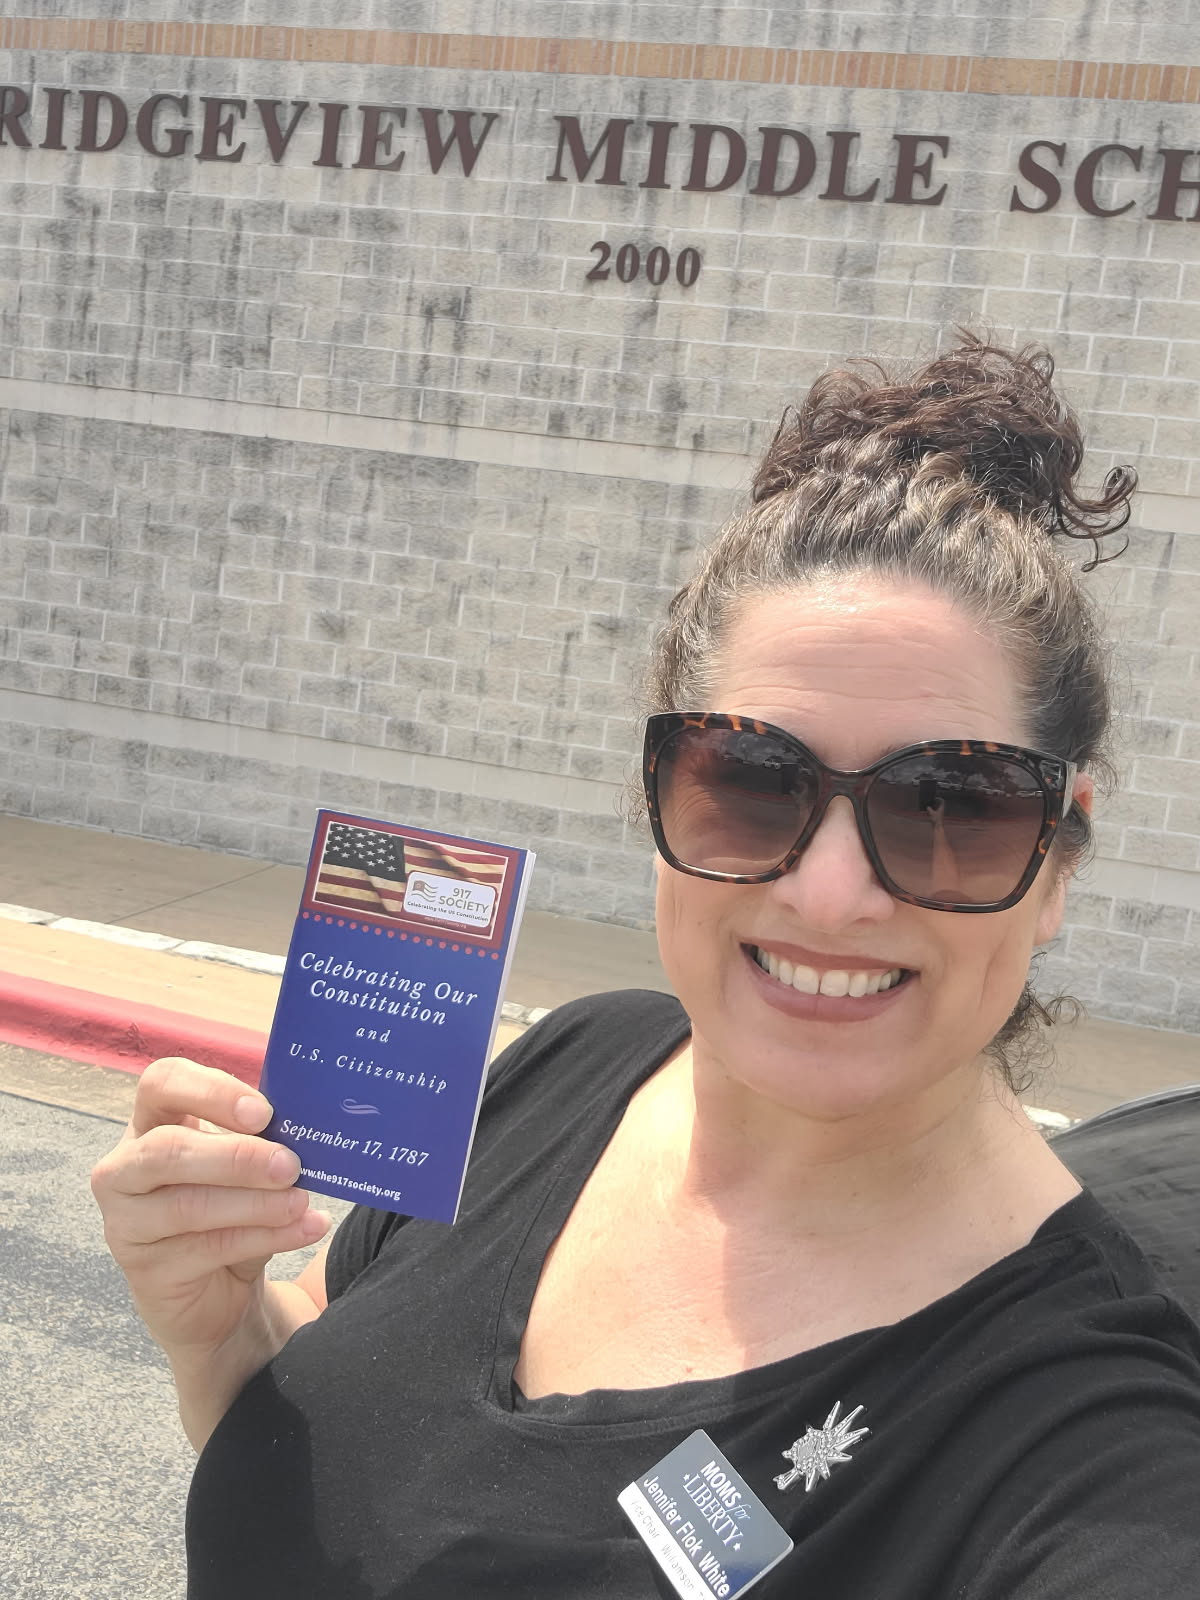 RIDGEVIEW MIDDLE SCH
2000
917
SOCIETY
Celebrating the US Constitution
Celebrating Our
Constitution
and
U.S. Citizenship
September 17, 1787
www.the917society.org
MOMS for
LIBERTY
Jennifer Flok White
Chair Williamson